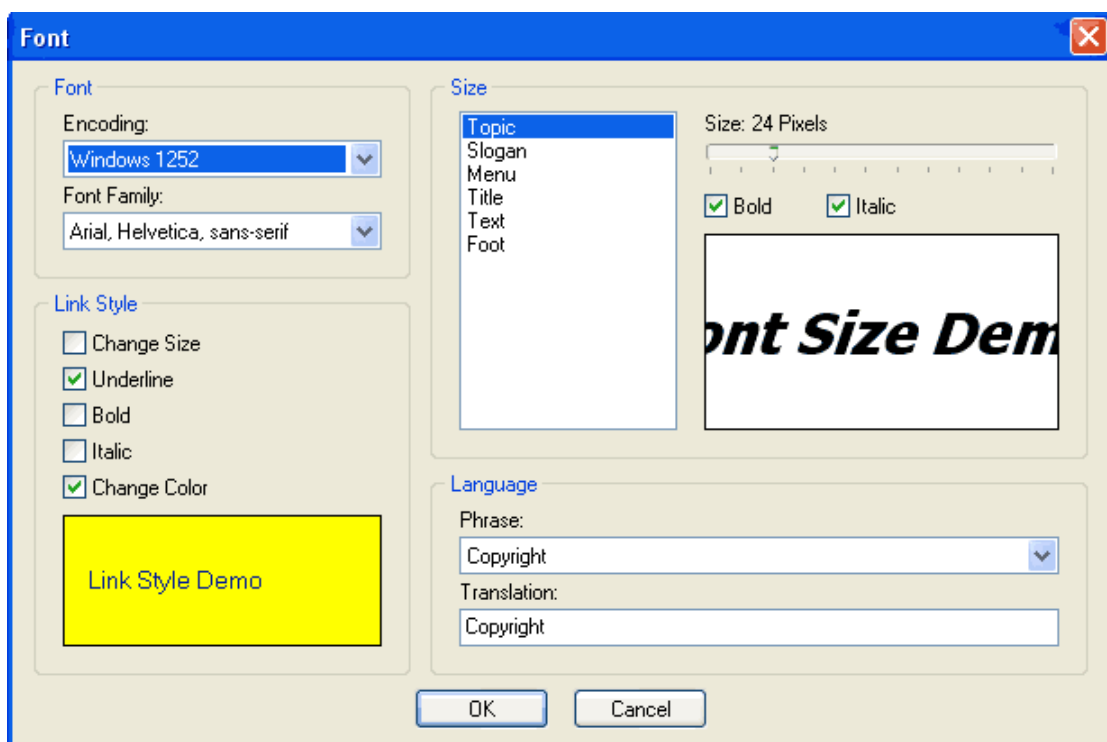 Font
Font
Encoding:
Windows 1252
Font Family:
Arial, Helvetica, sans-serif
Link Style
Change Size
Underline
Bold
Italic
Change Color
Link Style Demo
Size
Topic
Slogan
Menu
Title
Text
Foot
Size: 24 Pixels
Bold
Italic
ont Size Dem
Language
Phrase:
Copyright
Translation:
Copyright
OK
Cancel